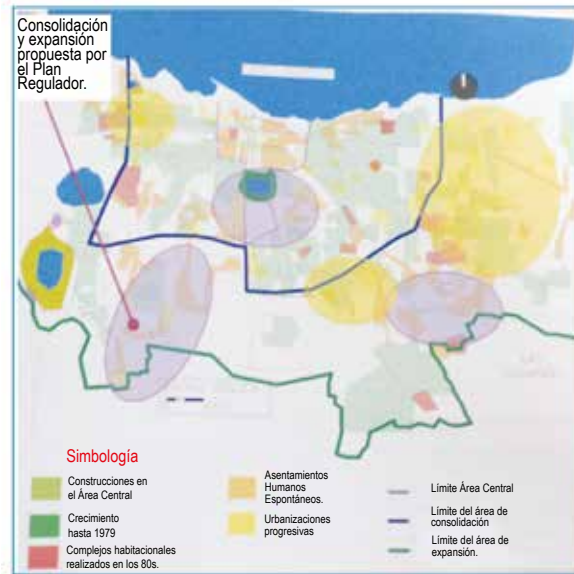 Consolidación
y expansión
propuesta por
el Plan
Regulador.
Simbología
Construcciones en
el Área Central
Crecimiento
hasta 1979
Complejos habitacionales
realizados en los 80s.
Asentamientos
Humanos
Espontáneos.
Urbanizaciones
progresivas
Límite Área Central
Límite del área de
consolidación
Límite del área de
expansión.